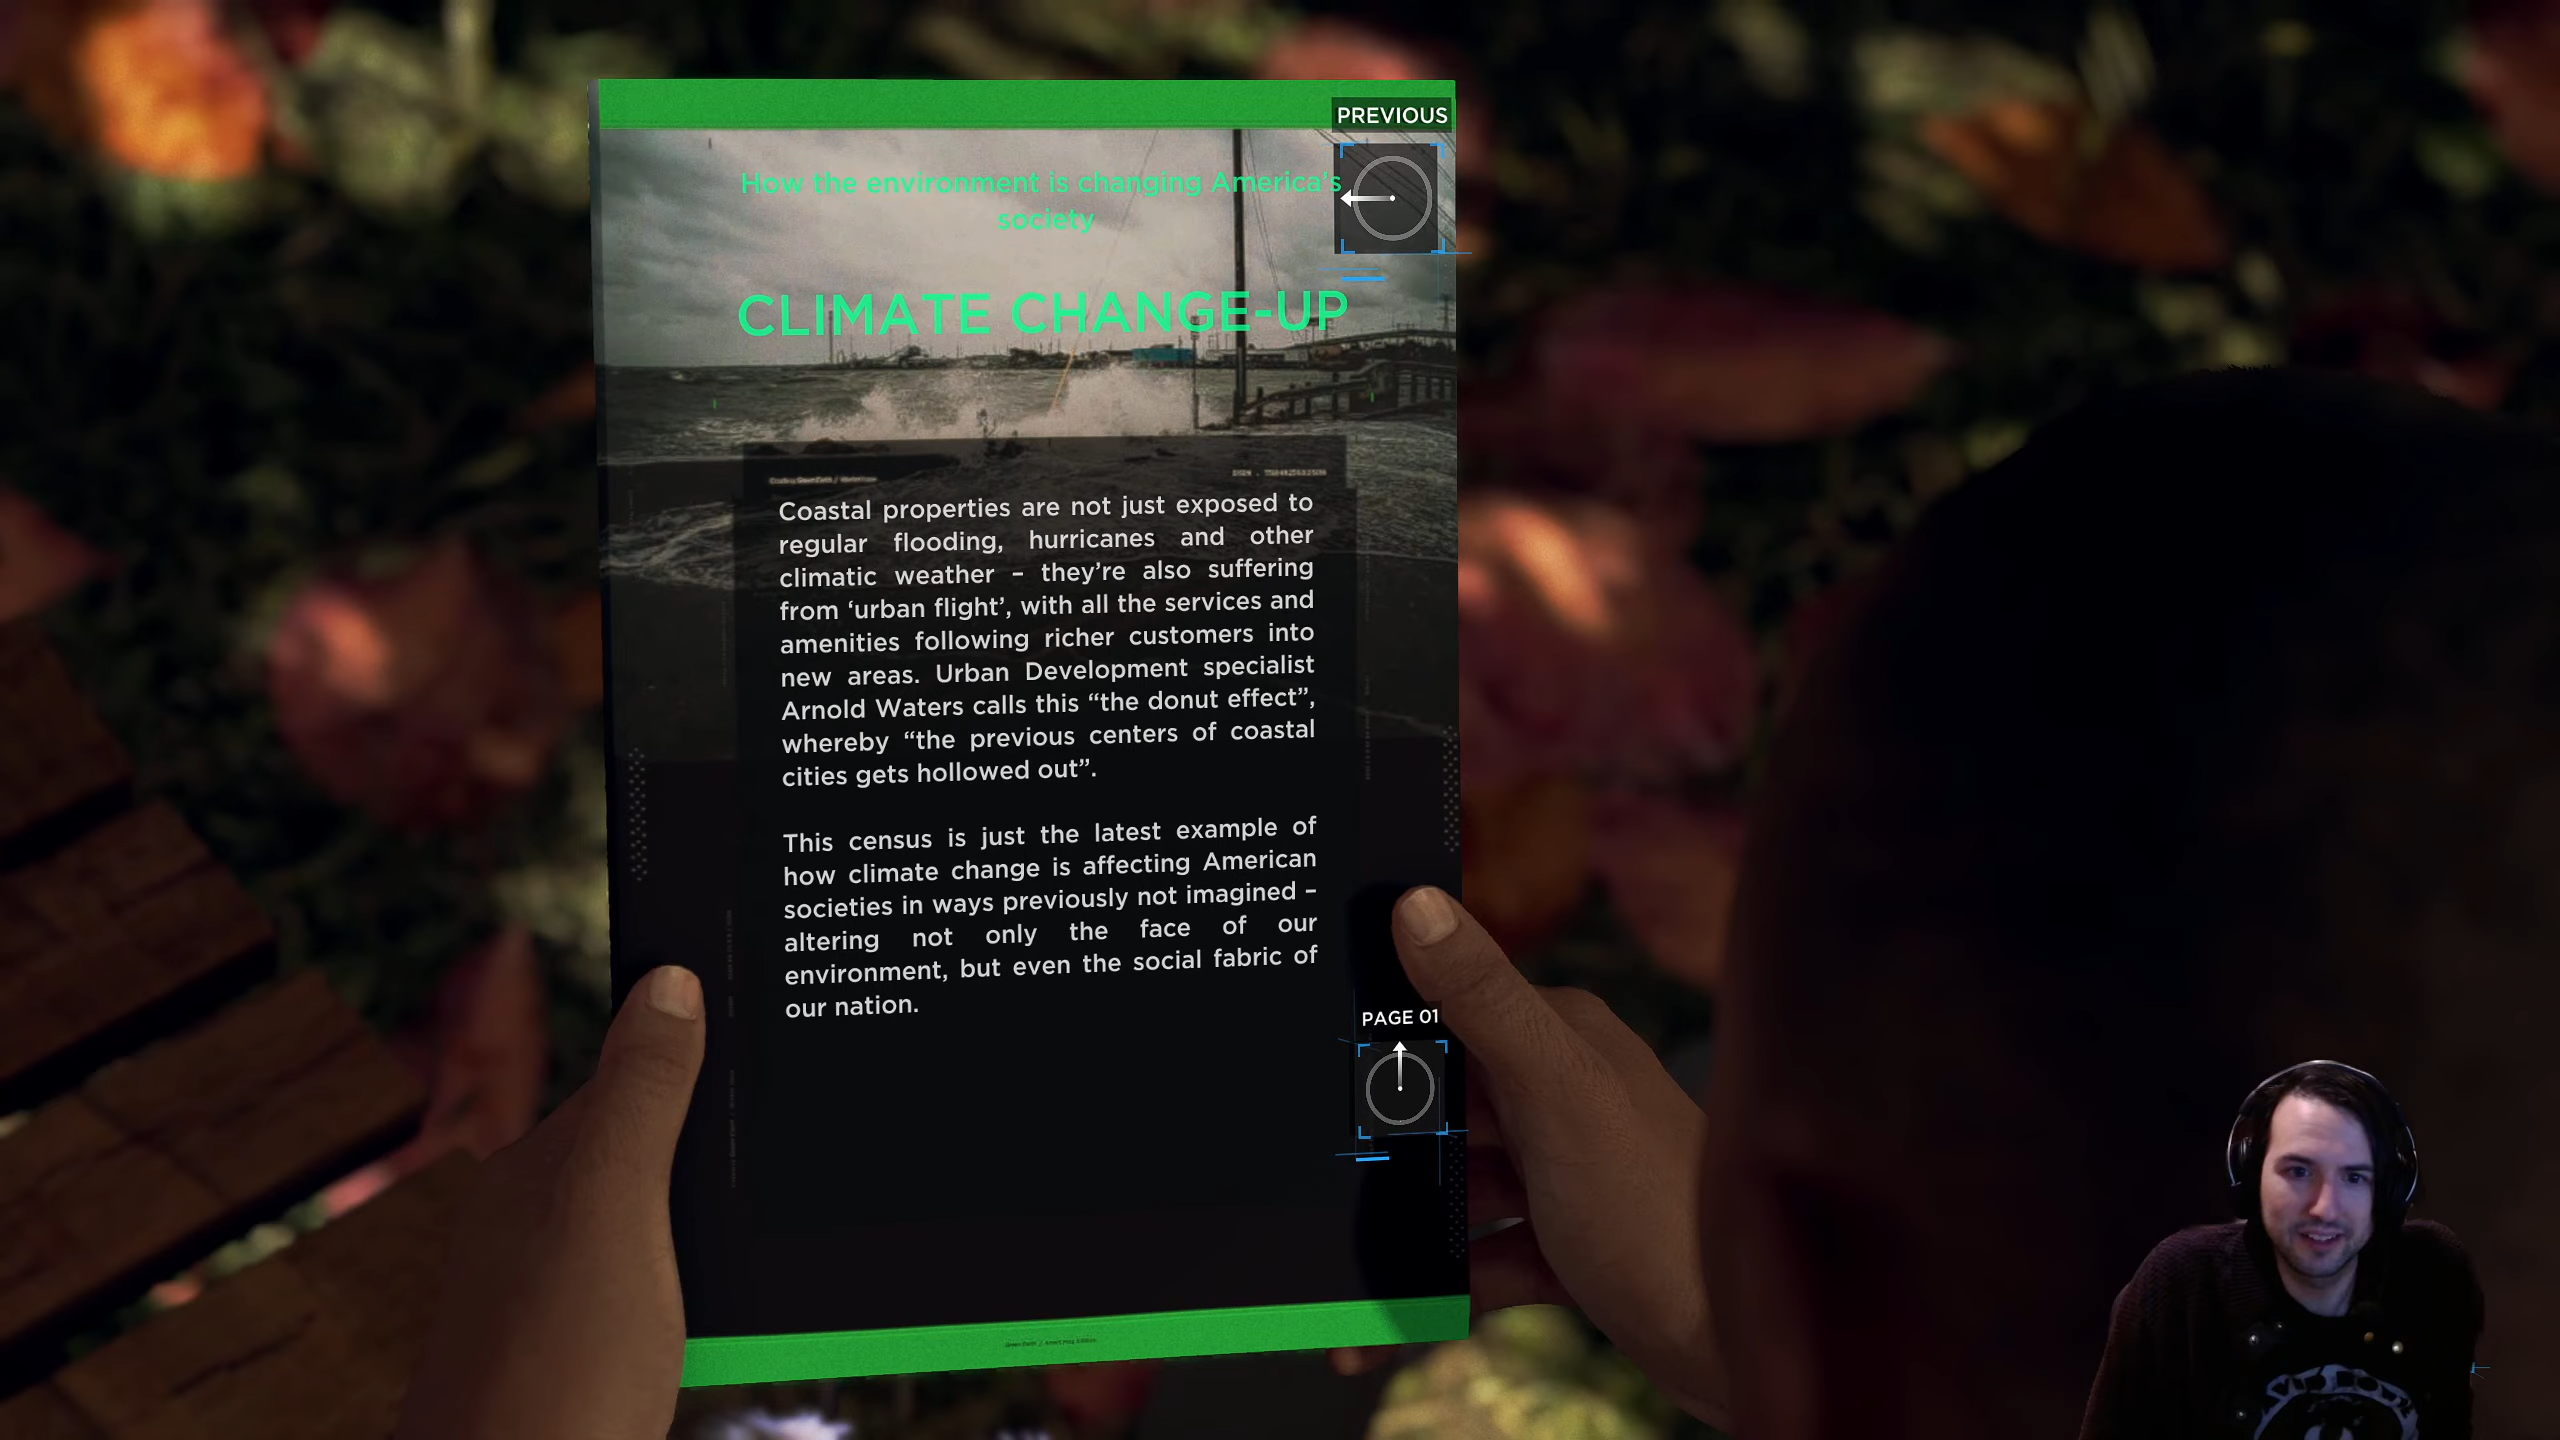 PREVIOUS
How the environment is changing America's
society
CLIMATE CHANGE-UP
Coastal properties are not just exposed to
regular flooding, hurricanes and other
climatic weather – they’re also suffering
from ‘urban flight’, with all the services and
amenities following richer customers into
new areas. Urban Development specialist
Arnold Waters calls this “the donut effect”,
whereby “the previous centers of coastal
cities gets hollowed out”.
This census is just the latest example of
how climate change is affecting American
societies in ways previously not imagined –
altering not only the face of our
environment, but even the social fabric of
our nation.
PAGE 01